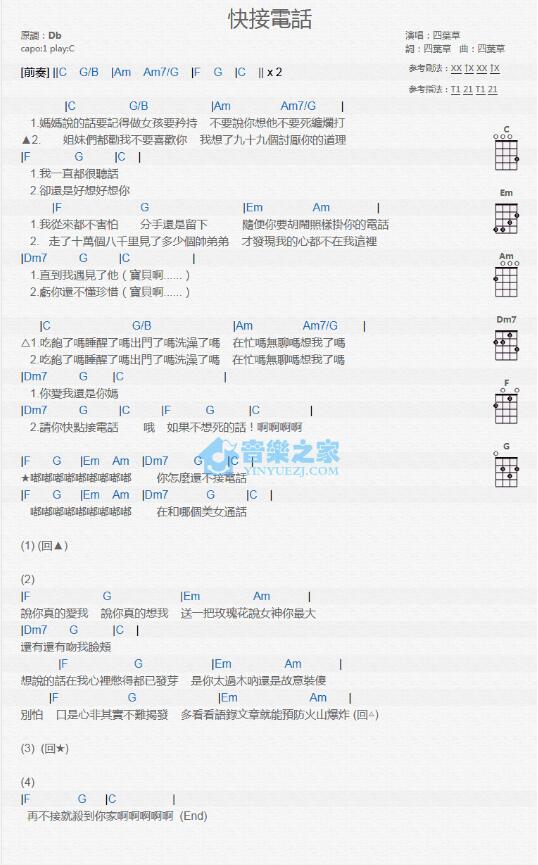 快接電話
原調：Db
capo:1 play:C
演唱：四葉草
詞：四葉草 曲：四葉草
參考刷法：XX ↑X XX ↑X
參考指法：T1 21 T1 21
[前奏] ||C G/B |Am Am7/G |F G |C || x 2
|C G/B |Am Am7/G |
1.媽媽說的話要記得做女孩要矜持 不要說你想他不要死纏爛打
▲2. 姐妹們都勸我不要喜歡你 我想了九十九個討厭你的道理
|F G |C |
1.我一直都很聽話
2.卻還是好想好想你
|F G |Em Am |
1.我從來都不害怕 分手還是留下 隨便你要胡鬧照樣掛你的電話
2. 走了十萬個八千里見了多少個帥弟弟 才發現我的心都不在我這裡
|Dm7 G |C |
1.直到我遇見了他（寶貝啊......）
2.虧你還不懂珍惜（寶貝啊......）
|C G/B |Am Am7/G |
△1.吃飽了嗎睡醒了嗎出門了嗎洗澡了嗎 在忙嗎無聊嗎想我了嗎
2.吃飽了嗎睡醒了嗎出門了嗎洗澡了嗎 在忙嗎無聊嗎想我了嗎
|Dm7 G |C |
1.你愛我還是你媽
|Dm7 G |C |F G |C |
2.請你快點接電話 哦 如果不想死的話！啊啊啊啊
音樂之家
YINYUEZJ.COM
|F G |Em Am |Dm7 G |C |
★嘟嘟嘟嘟嘟嘟嘟嘟 你怎麼還不接電話
|F G |Em Am |Dm7 G |C |
嘟嘟嘟嘟嘟嘟嘟嘟 在和哪個美女通話
(1) (回▲)
(2)
|F G |Em Am |
說你真的愛我 說你真的想我 送一把玫瑰花說女神你最大
|Dm7 G |C |
還有還有吻我臉頰
|F G |Em Am |
想說的話在我心裡憋得都已發芽 是你太過木吶還是故意裝傻
|F G |Em Am |
別怕 口是心非其實不難揭發 多看看語錄文章就能預防火山爆炸 (回△)
(3) (回★)
(4)
|F G |C |
再不接就殺到你家啊啊啊啊啊 (End)
C
Em
Am
Dm7
F
G